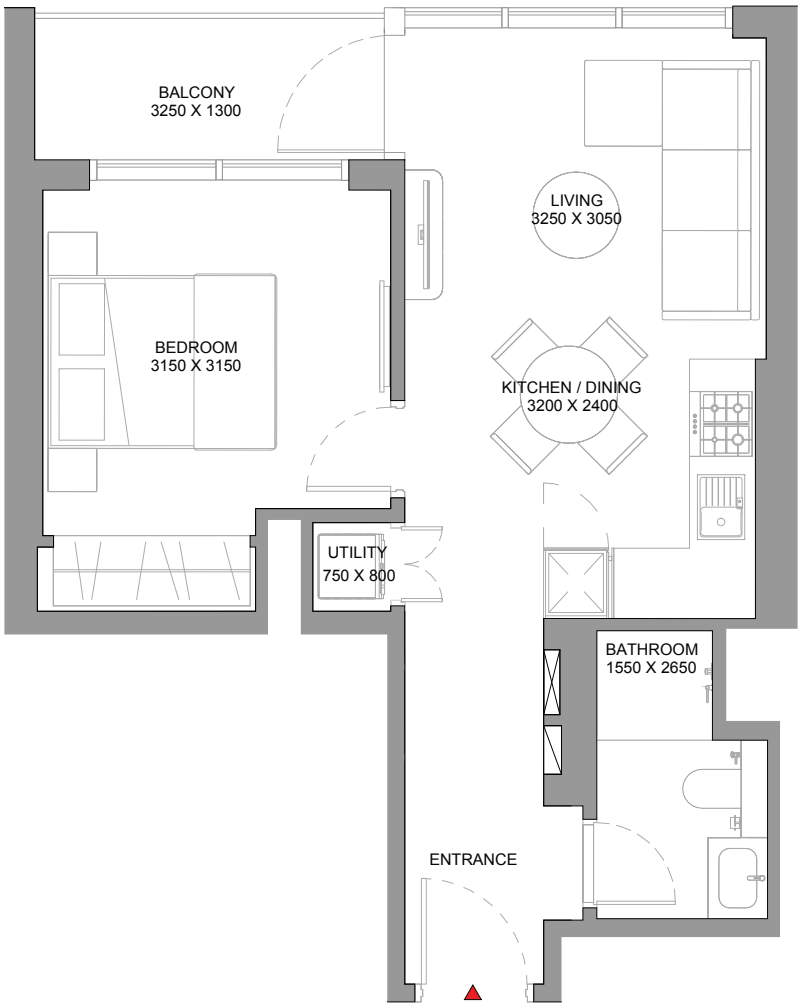 BALCONY
3250 X 1300
LIVING
3250 X 3050
BEDROOM
3150 X 3150
KITCHEN / DINING
3200 X 2400
UTILITY
750 X 800
BATHROOM
1550 X 2650
ENTRANCE